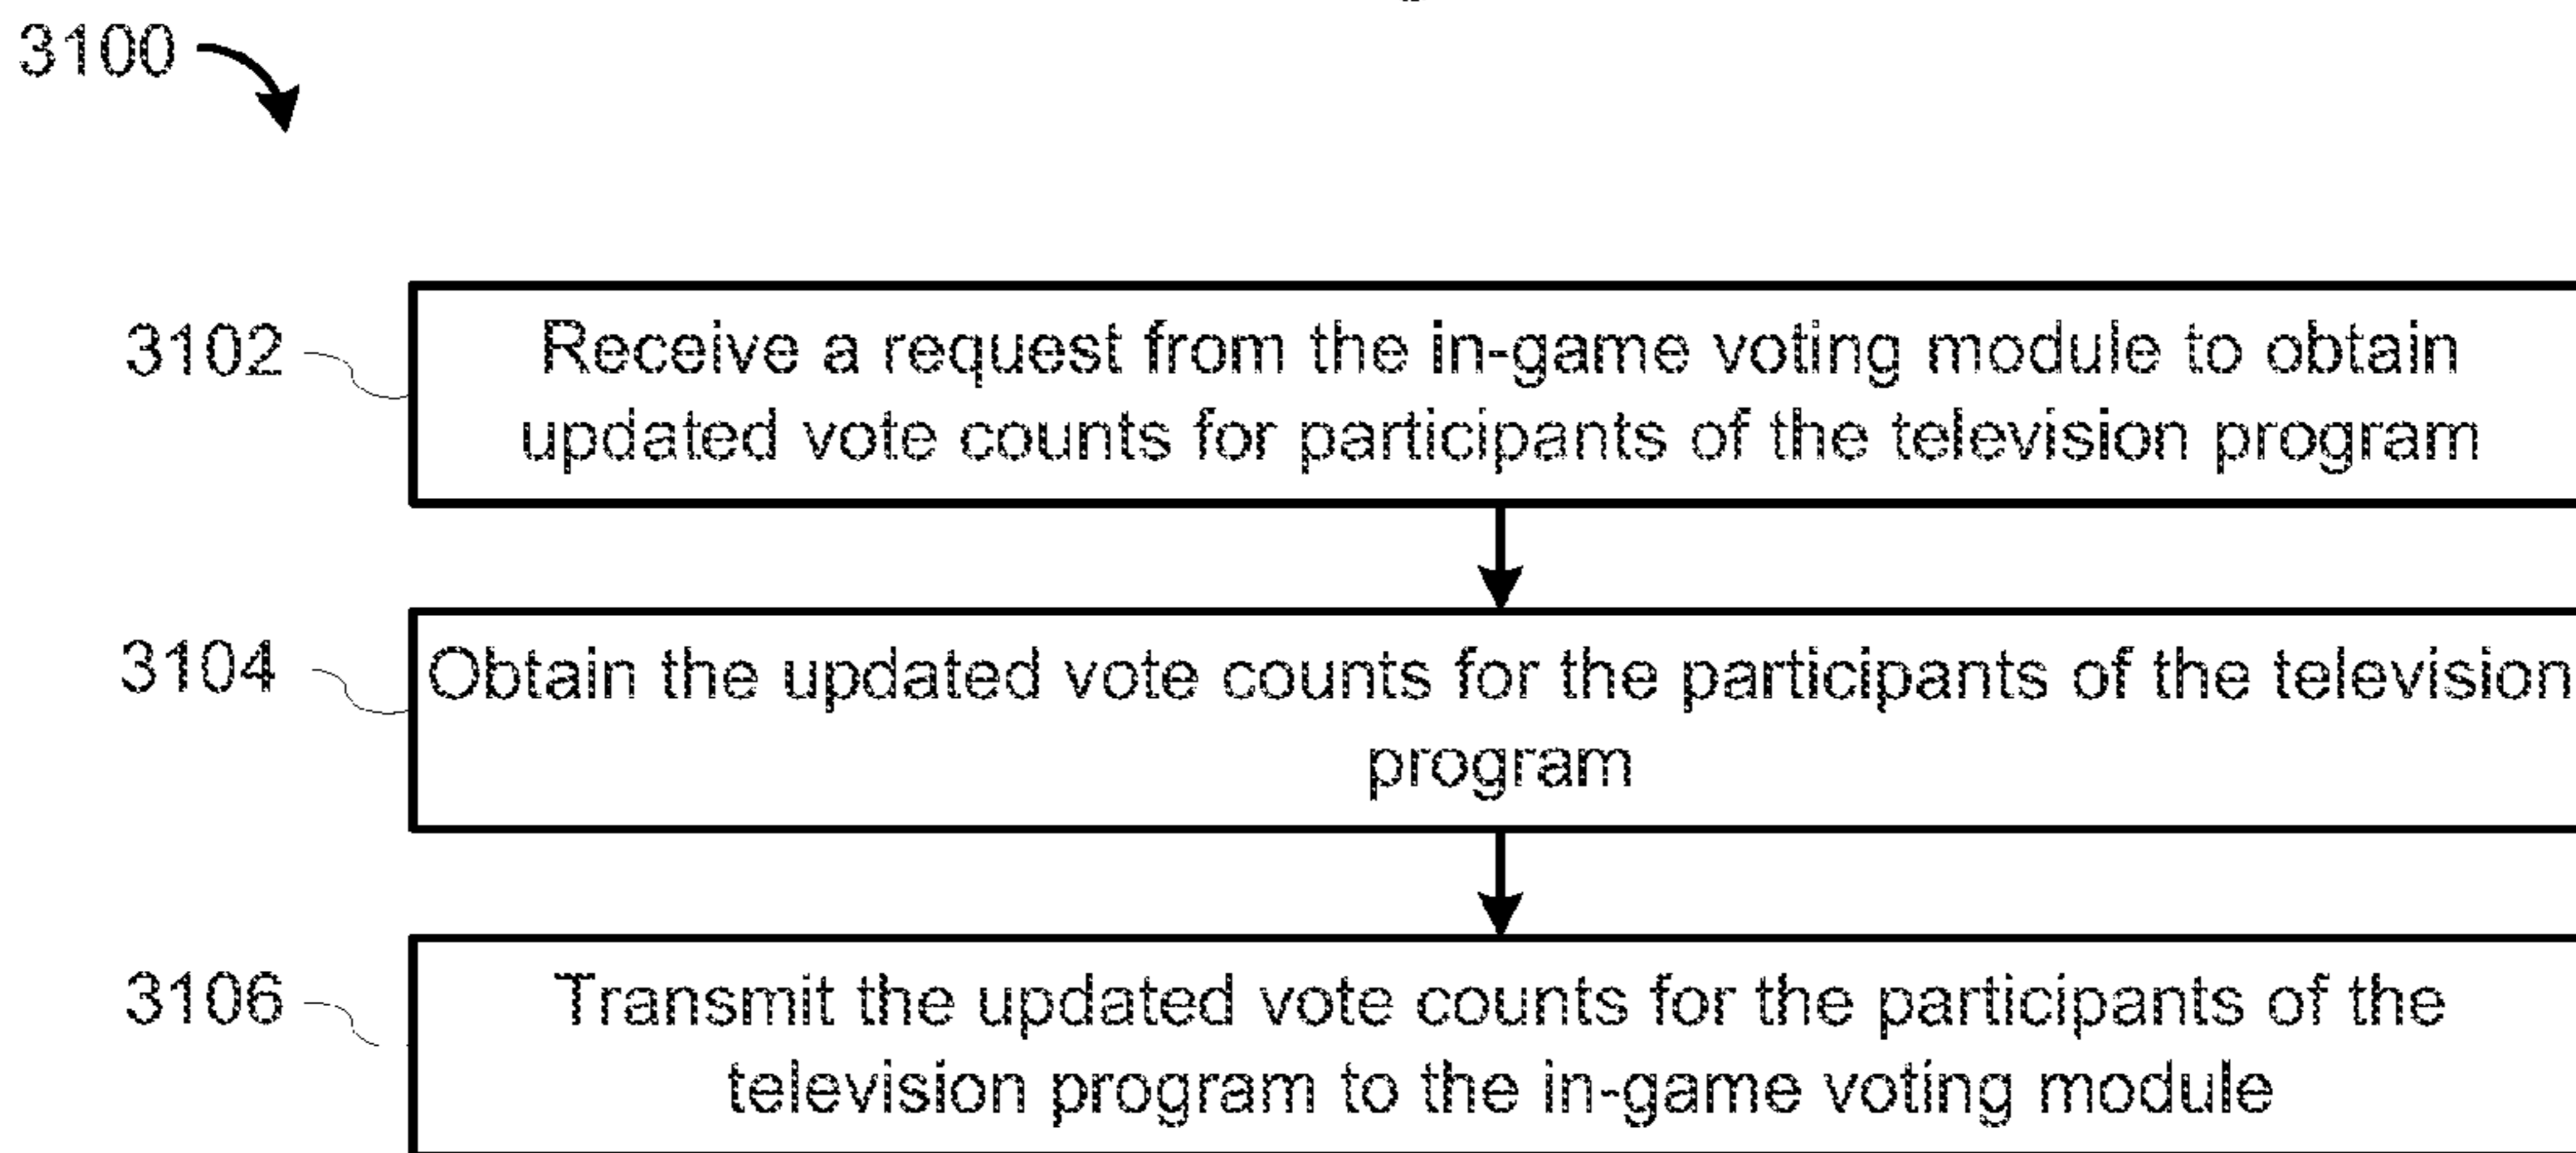 3100
3102
Receive a request from the in-game voting module to obtain
updated vote counts for participants of the television program
3104
Obtain the updated vote counts for the participants of the television
program
3106
Transmit the updated vote counts for the participants of the
television program to the in-game voting module